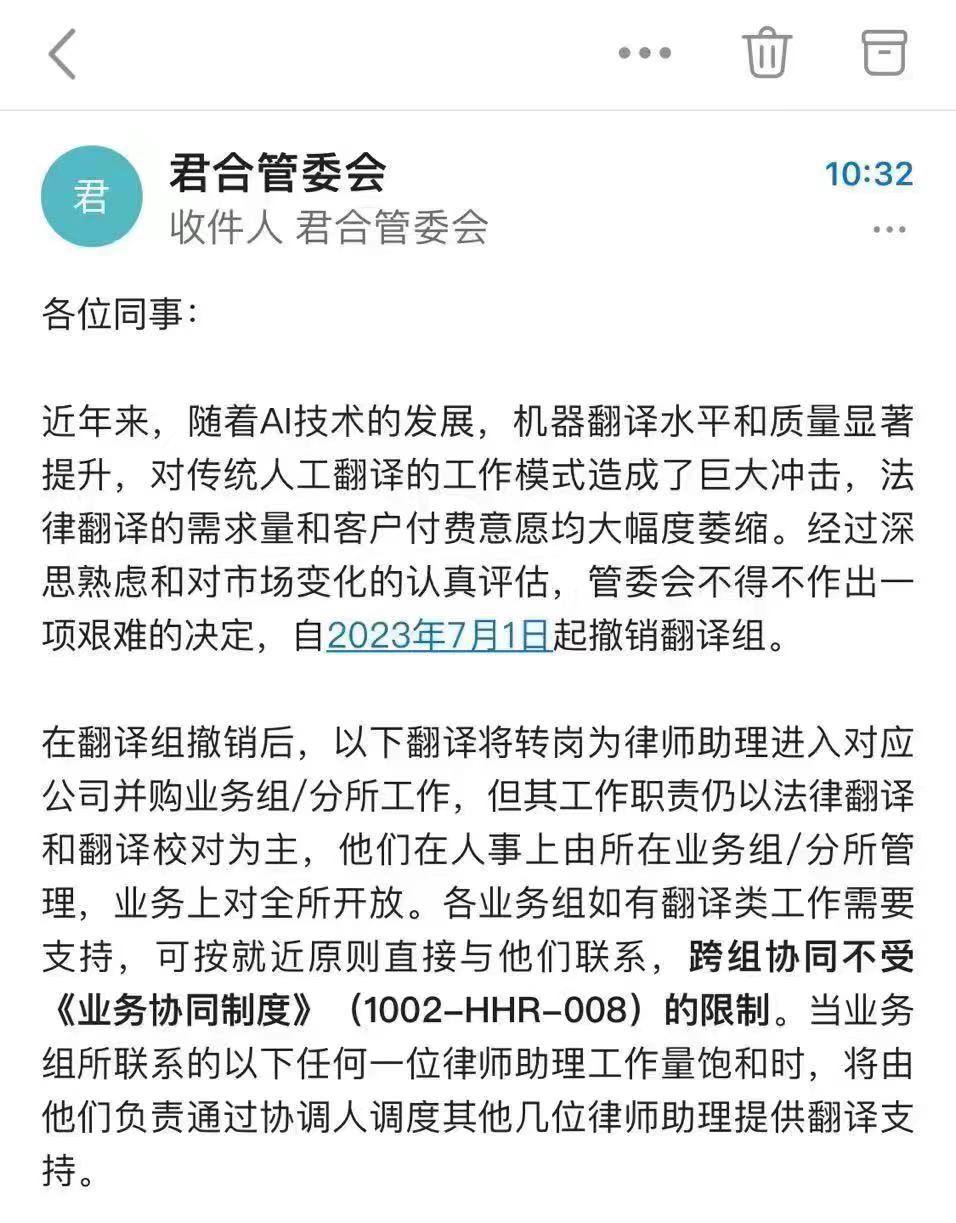 君
君合管委会
10:32
收件人 君合管委会
各位同事：
近年来，随着AI技术的发展，机器翻译水平和质量显著
提升，对传统人工翻译的工作模式造成了巨大冲击，法
律翻译的需求量和客户付费意愿均大幅度萎缩。经过深
思熟虑和对市场变化的认真评估，管委会不得不作出一
项艰难的决定，自2023年7月1日起撤销翻译组。
在翻译组撤销后，以下翻译将转岗为律师助理进入对应
公司并购业务组/分所工作，但其工作职责仍以法律翻译
和翻译校对为主，他们在人事上由所在业务组/分所管
理，业务上对全所开放。各业务组如有翻译类工作需要
支持，可按就近原则直接与他们联系，跨组协同不受
《业务协同制度》（1002-HHR-008）的限制。当业务
组所联系的以下任何一位律师助理工作量饱和时，将由
他们负责通过协调人调度其他几位律师助理提供翻译支
持。